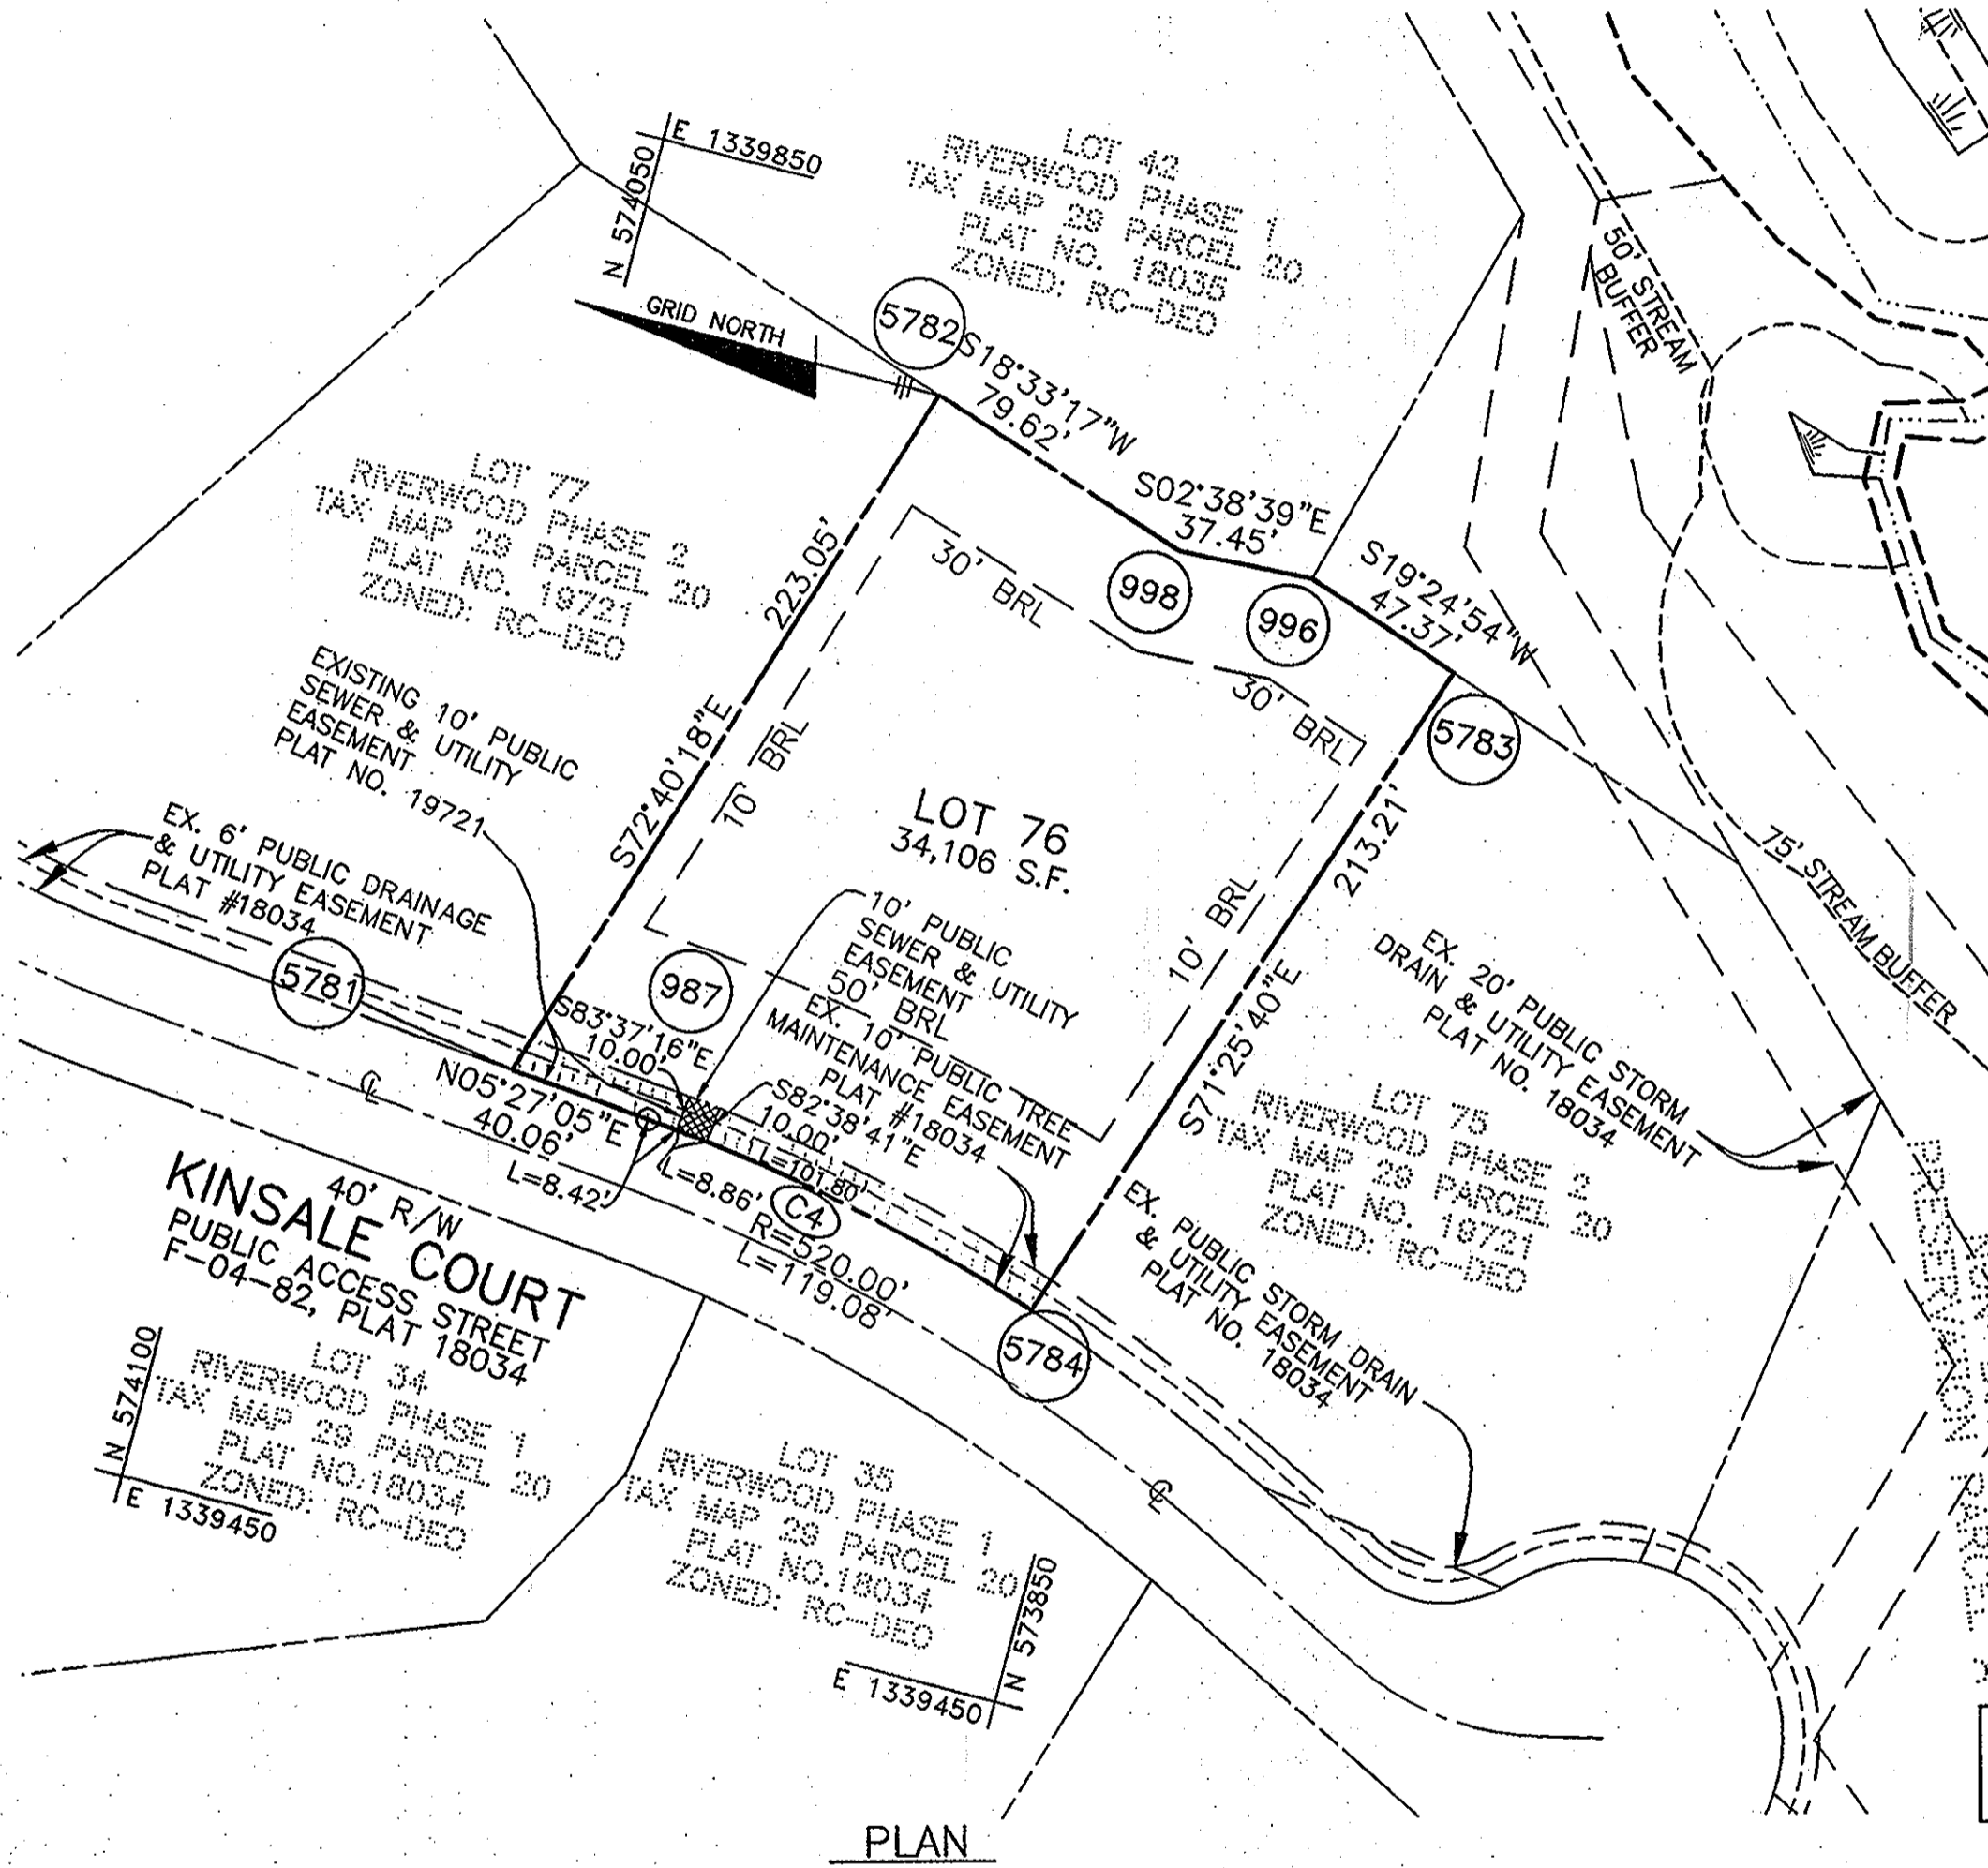 E 1339850
N 574050
LOT 42
RIVERWOOD PHASE 1
TAX MAP 29 PARCEL 20
PLAT NO. 18035
ZONED: RC-DEO
GRID NORTH
5782
S18°33'17"W
79.62'
50' STREAM
BUFFER
S02°38'39"E
37.45'
998
996
S19°24'54"W
47.37'
5783
LOT 77
RIVERWOOD PHASE 2
TAX MAP 29 PARCEL 20
PLAT NO. 19721
ZONED: RC-DEO
223.05'
S72°40'18"E
30' BRL
30' BRL
10' BRL
EXISTING 10' PUBLIC
SEWER & UTILITY
EASEMENT
PLAT NO. 19721
EX. 6' PUBLIC DRAINAGE
& UTILITY EASEMENT
PLAT #18034
LOT 76
34,106 S.F.
213.21'
S71°25'40"E
10' BRL
75' STREAM BUFFER
5781
987
10' PUBLIC
SEWER & UTILITY
EASEMENT
50' BRL
EX. 10' PUBLIC TREE
MAINTENANCE EASEMENT
PLAT #18034
S83°37'16"E
10.00'
S82°38'41"E
10.00'
L=101.80'
N05°27'05"E
40.06'
L=8.42'
L=8.86'
C4
R=520.00'
L=119.08'
EX. 20' PUBLIC STORM
DRAIN & UTILITY EASEMENT
PLAT NO. 18034
LOT 75
RIVERWOOD PHASE 2
TAX MAP 29 PARCEL 20
PLAT NO. 19721
ZONED: RC-DEO
EX. PUBLIC STORM DRAIN
& UTILITY EASEMENT
PLAT NO. 18034
5784
40' R/W
KINSALE COURT
PUBLIC ACCESS STREET
F-04-82, PLAT 18034
LOT 34
RIVERWOOD PHASE 1
TAX MAP 29 PARCEL 20
PLAT NO.18034
ZONED: RC-DEO
N 574100
E 1339450
LOT 35
RIVERWOOD PHASE 1
TAX MAP 29 PARCEL 20
PLAT NO.18034
ZONED: RC-DEO
N 573850
E 1339450
PRESERVATION PARCEL
PLAN